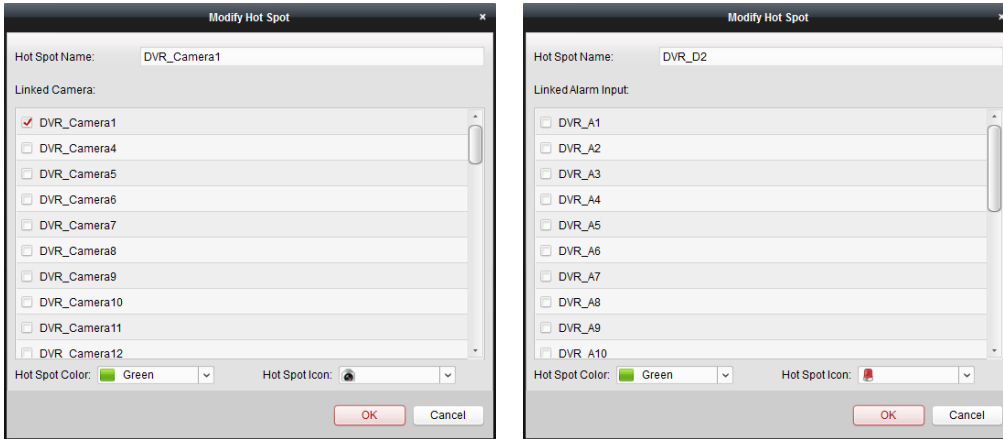 Modify Hot Spot
Hot Spot Name: DVR_Camera1
Linked Camera:
DVR_Camera1
DVR_Camera4
DVR_Camera5
DVR_Camera6
DVR_Camera7
DVR_Camera8
DVR_Camera9
DVR_Camera10
DVR_Camera11
DVR_Camera12
Hot Spot Color: Green Hot Spot Icon:
OK Cancel
Modify Hot Spot
Hot Spot Name: DVR_D2
Linked Alarm Input:
DVR_A1
DVR_A2
DVR_A3
DVR_A4
DVR_A5
DVR_A6
DVR_A7
DVR_A8
DVR_A9
DVR_A10
Hot Spot Color: Green Hot Spot Icon:
OK Cancel